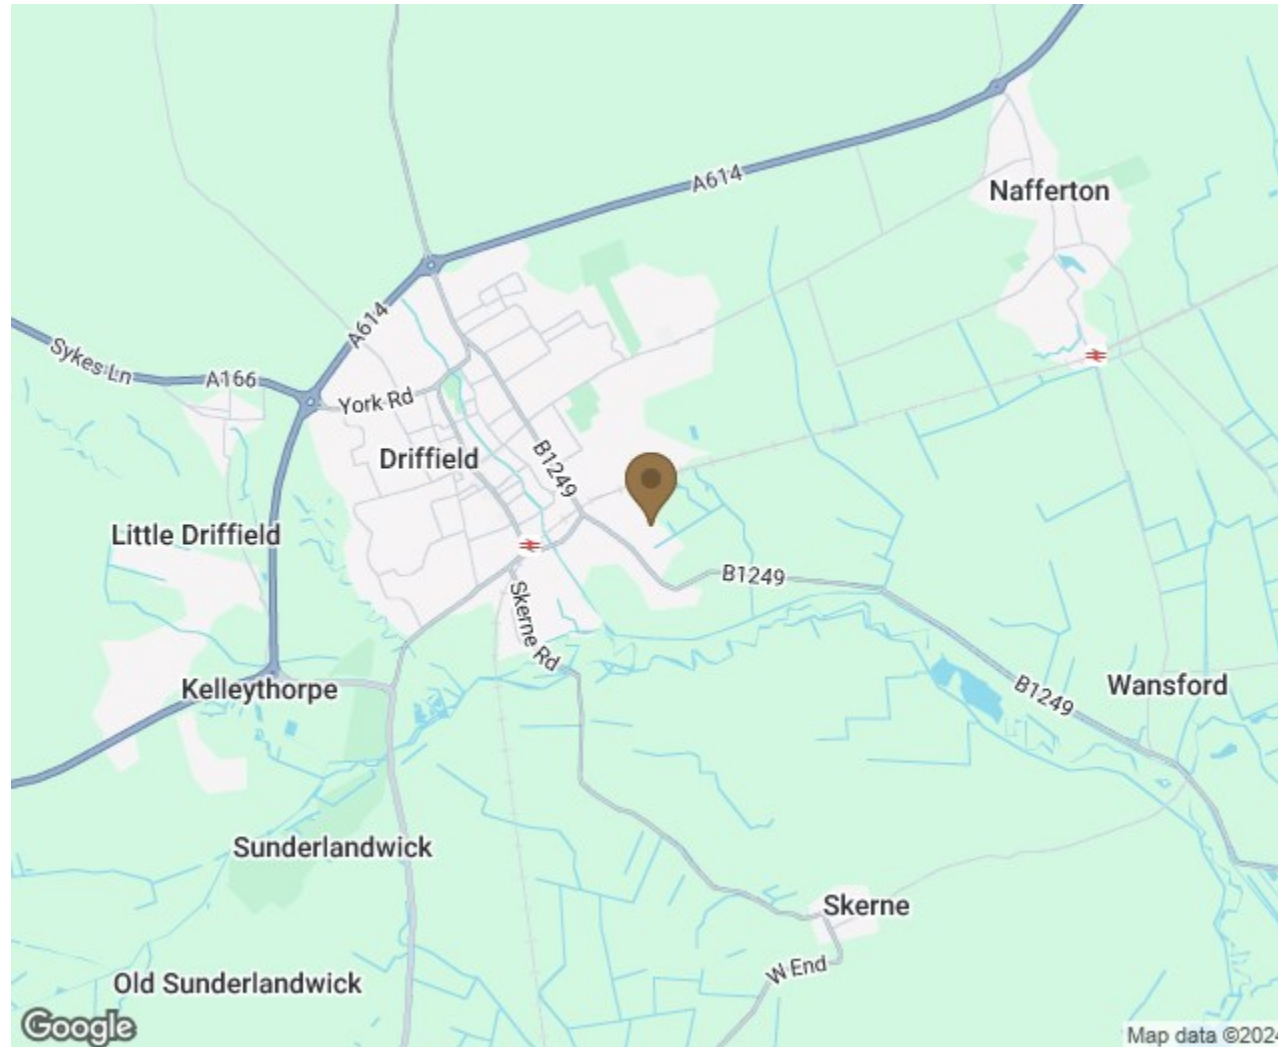 A614
Nafferton
A614
Sykes Ln
A166
York Rd
Driffield
B1249
Little Driffield
B1249
Skerne Rd
Kelleythorpe
Wansford
B1249
Sunderlandwick
Skerne
W End
Old Sunderlandwick
Google
Map data ©2024